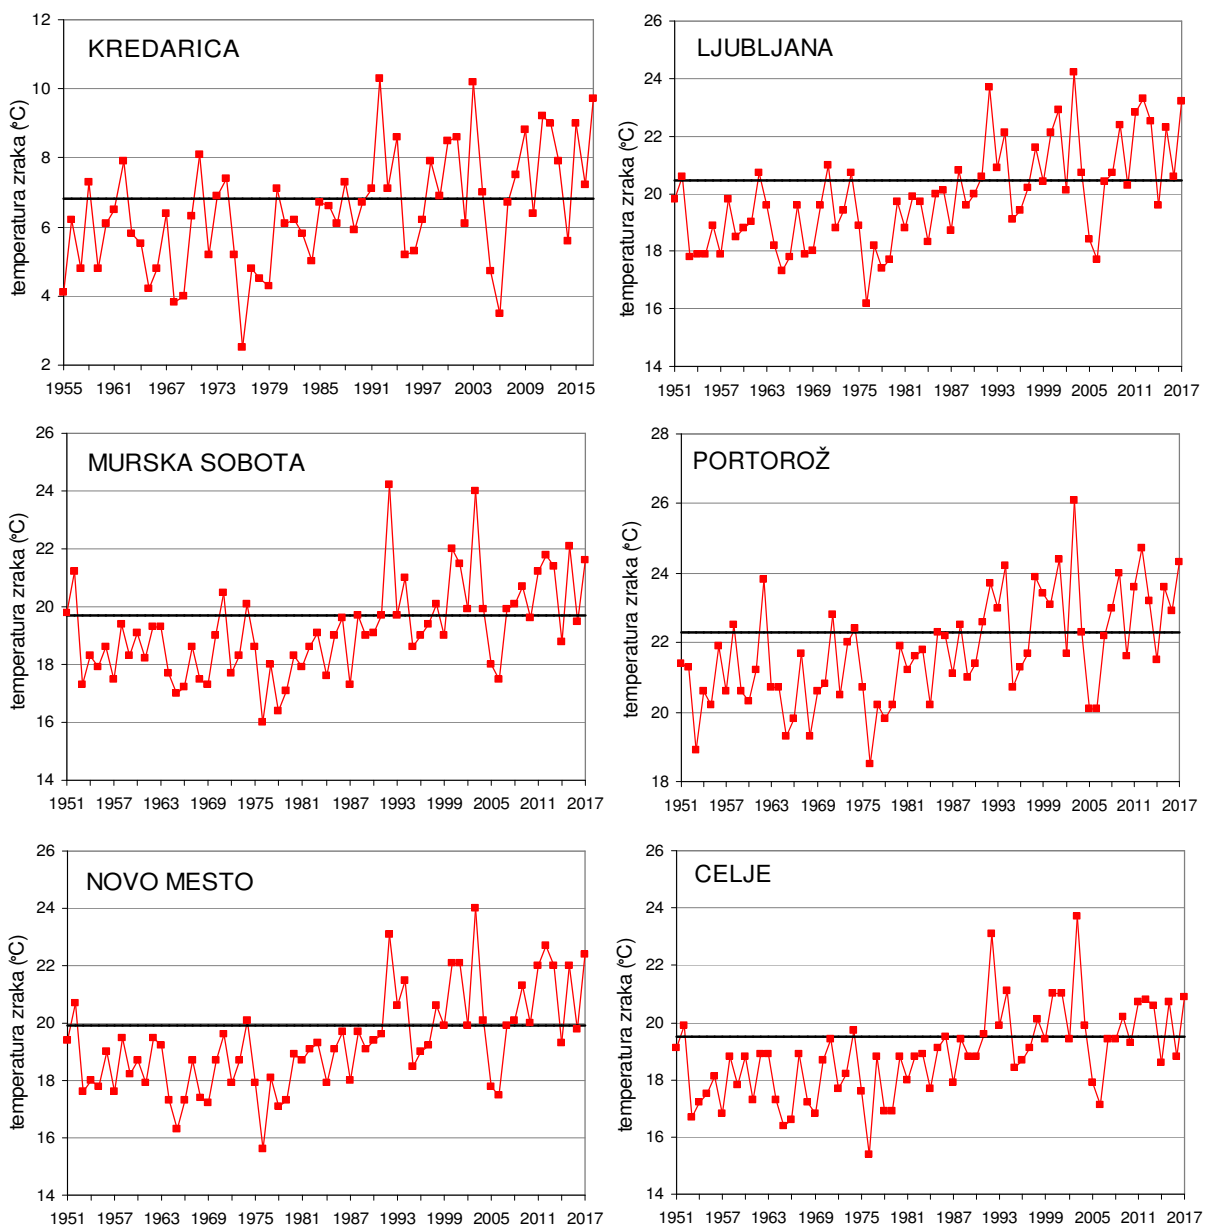 KREDARICA
temperatura zraka (°C)
12
10
8
6
4
2
1955 1961 1967 1973 1979 1985 1991 1997 2003 2009 2015
LJUBLJANA
temperatura zraka (°C)
26
24
22
20
18
16
14
1951 1957 1963 1969 1975 1981 1987 1993 1999 2005 2011 2017
MURSKA SOBOTA
temperatura zraka (°C)
26
24
22
20
18
16
14
1951 1957 1963 1969 1975 1981 1987 1993 1999 2005 2011 2017
PORTOROŽ
temperatura zraka (°C)
28
26
24
22
20
18
1951 1957 1963 1969 1975 1981 1987 1993 1999 2005 2011 2017
NOVO MESTO
temperatura zraka (°C)
26
24
22
20
18
16
14
1951 1957 1963 1969 1975 1981 1987 1993 1999 2005 2011 2017
CELJE
temperatura zraka (°C)
26
24
22
20
18
16
14
1951 1957 1963 1969 1975 1981 1987 1993 1999 2005 2011 2017